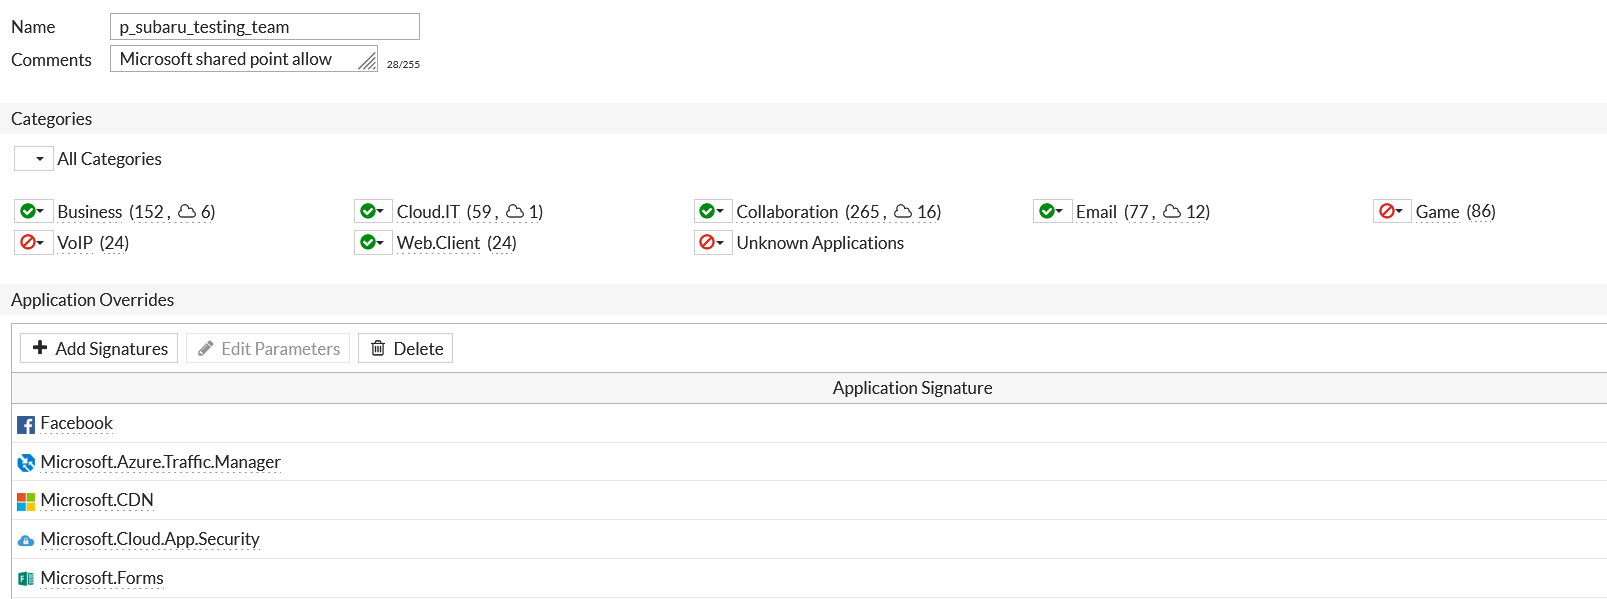 Name p_subaru_testing_team
Comments Microsoft shared point allow 28/255
Categories
All Categories
Business (152, 6) Cloud.IT (59, 1) Collaboration (265, 16) Email (77, 12) Game (86)
VoIP (24) Web.Client (24) Unknown Applications
Application Overrides
Add Signatures Edit Parameters Delete
Application Signature
Facebook
Microsoft.Azure.Traffic.Manager
Microsoft.CDN
Microsoft.Cloud.App.Security
Microsoft.Forms